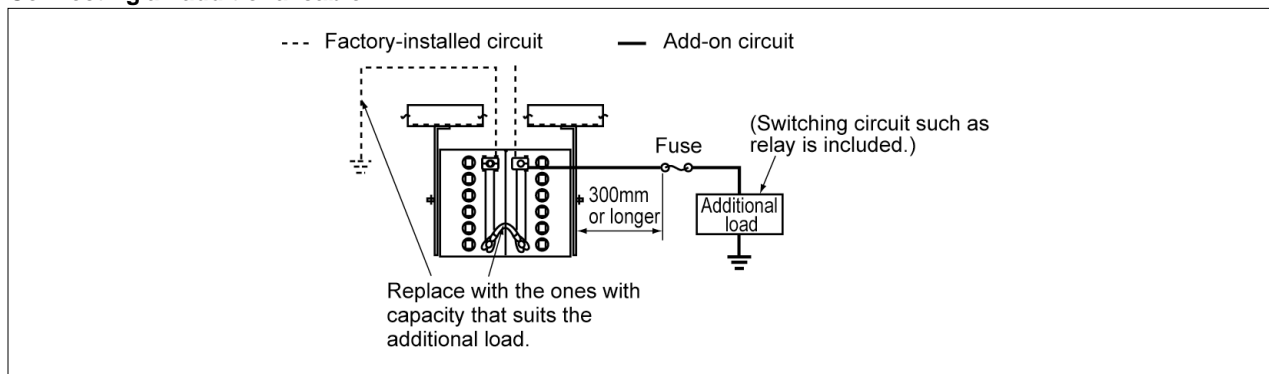 Factory-installed circuit
Add-on circuit
(Switching circuit such as
relay is included.)
Fuse
300mm
or longer
Additional
load
Replace with the ones with
capacity that suits the
additional load.